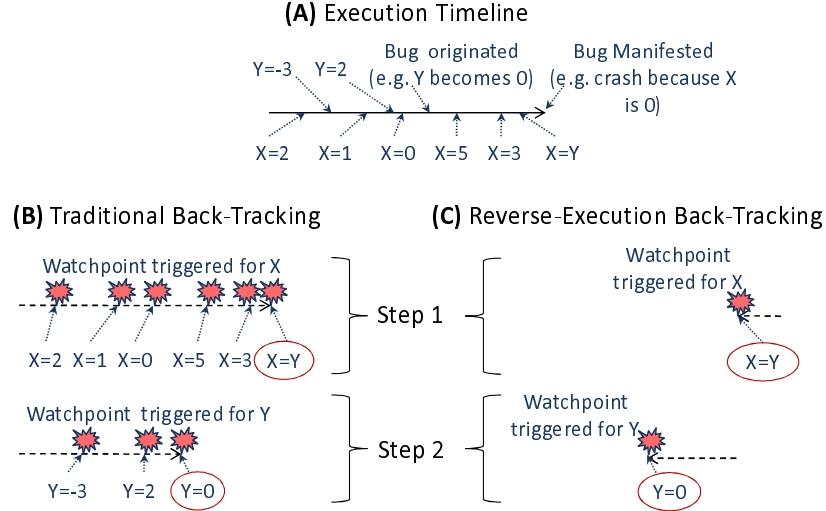 (A) Execution Timeline
Bug originated
(e.g. Y becomes 0)
Bug Manifested
(e.g. crash because X
is 0)
Y=-3
Y=2
X=2
X=1
X=0
X=5
X=3
X=Y
(B) Traditional Back-Tracking
(C) Reverse-Execution Back-Tracking
Watchpoint triggered for X
X=2
X=1
X=0
X=5
X=3
X=Y
Step 1
Watchpoint
triggered for X
X=Y
Watchpoint triggered for Y
Y=-3
Y=2
Y=0
Step 2
Watchpoint
triggered for Y
Y=0